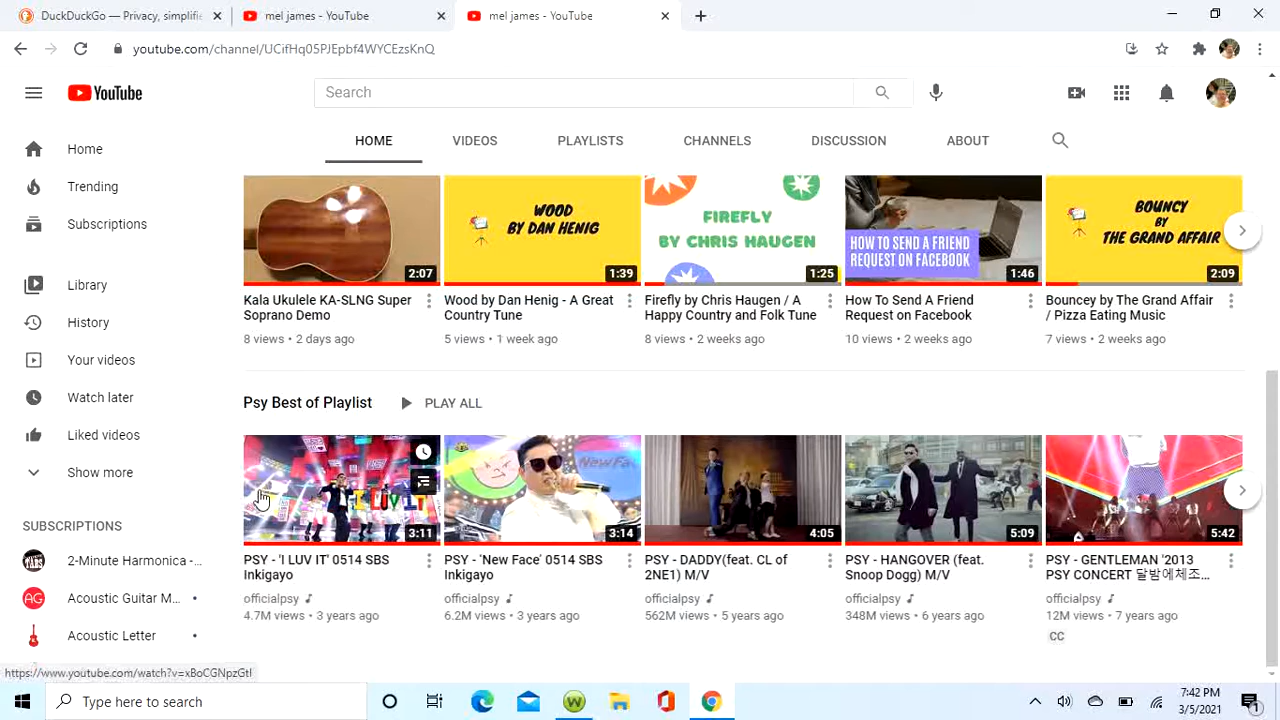 DuckDuckGo — Privacy, simplifi
mel james - YouTube
mel james - YouTube
youtube.com/channel/UCifHq05PJEpbf4WYCEzsKnQ
YouTube
Search
HOME
VIDEOS
PLAYLISTS
CHANNELS
DISCUSSION
ABOUT
Home
Trending
Subscriptions
Library
History
Your videos
Watch later
Liked videos
Show more
SUBSCRIPTIONS
2-Minute Harmonica -...
AG
Acoustic Guitar M...
Acoustic Letter
2:07
WOOD
BY DAN HENIG
1:39
FIREFLY
BY CHRIS HAUGEN
1:25
HOW TO SEND A FRIEND
REQUEST ON FACEBOOK
1:46
BOUNCY
BY
THE GRAND AFFAIR
2:09
Kala Ukulele KA-SLNG Super
Soprano Demo
8 views • 2 days ago
Wood by Dan Henig - A Great
Country Tune
5 views • 1 week ago
Firefly by Chris Haugen / A
Happy Country and Folk Tune
8 views • 2 weeks ago
How To Send A Friend
Request on Facebook
10 views • 2 weeks ago
Bouncey by The Grand Affair
/ Pizza Eating Music
7 views • 2 weeks ago
Psy Best of Playlist
PLAY ALL
3:11
3:14
4:05
5:09
5:42
PSY - 'I LUV IT' 0514 SBS
Inkigayo
officialpsy
4.7M views • 3 years ago
PSY - 'New Face' 0514 SBS
Inkigayo
officialpsy
6.2M views • 3 years ago
PSY - DADDY(feat. CL of
2NE1) M/V
officialpsy
562M views • 5 years ago
PSY - HANGOVER (feat.
Snoop Dogg) M/V
officialpsy
348M views • 6 years ago
PSY - GENTLEMAN '2013
PSY CONCERT 달밤에체조...
officialpsy
12M views • 7 years ago
CC
https://www.youtube.com/watch?v=xBoCGNpzGtI
Type here to search
7:42 PM
3/5/2021